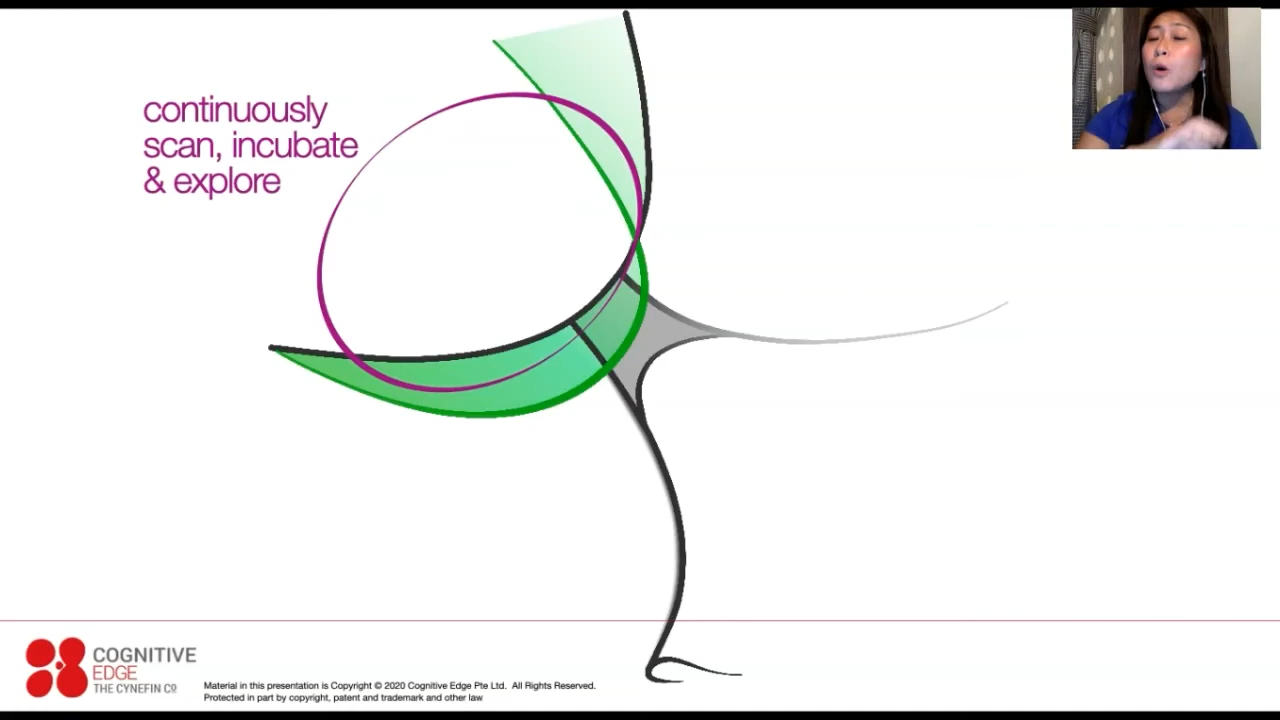 continuously
scan, incubate
& explore
COGNITIVE
EDGE
THE CYNEFIN CO
Material in this presentation is Copyright © 2020 Cognitive Edge Pte Ltd. All Rights Reserved.
Protected in part by copyright, patent and trademark and other law